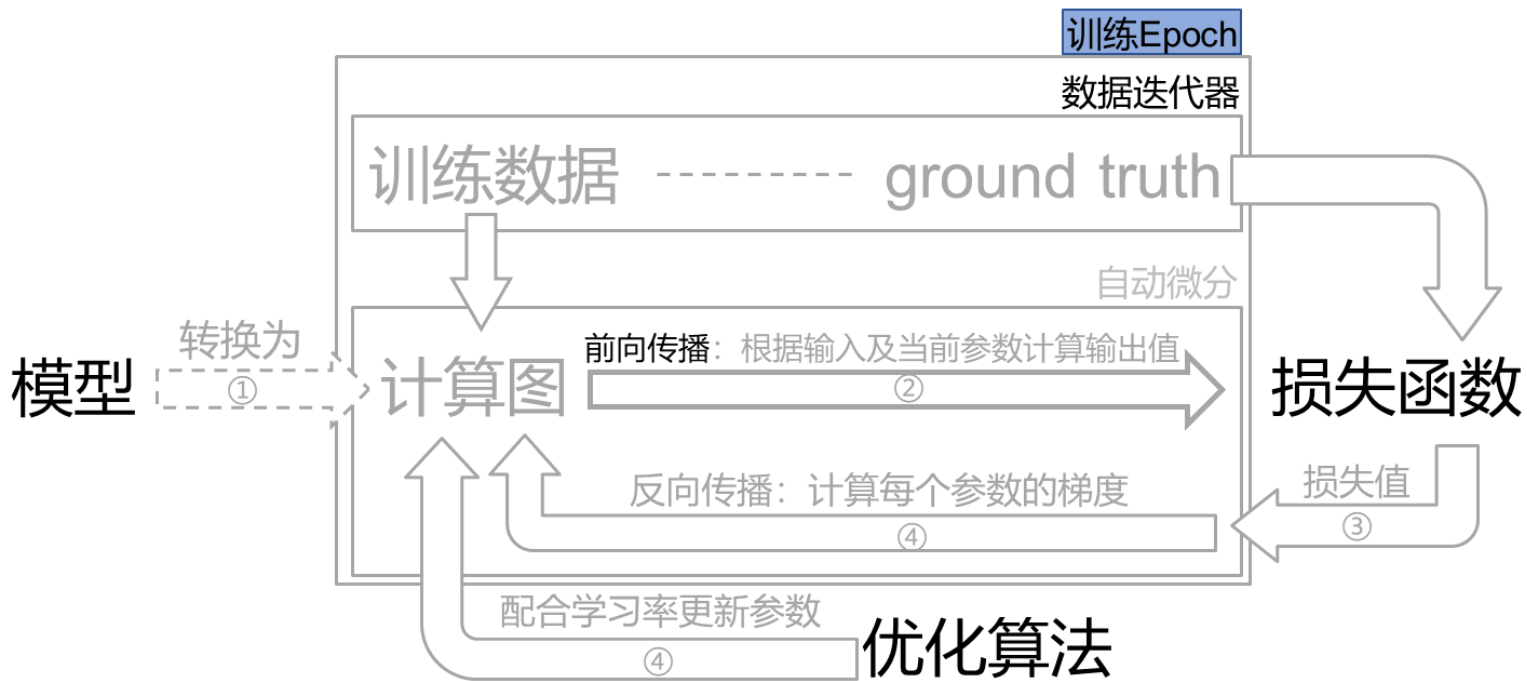 训练Epoch
数据迭代器
训练数据 --------- ground truth
自动微分
转换为
前向传播：根据输入及当前参数计算输出值
模型
①
计算图
②
损失函数
反向传播：计算每个参数的梯度
损失值
④
③
配合学习率更新参数
④
优化算法